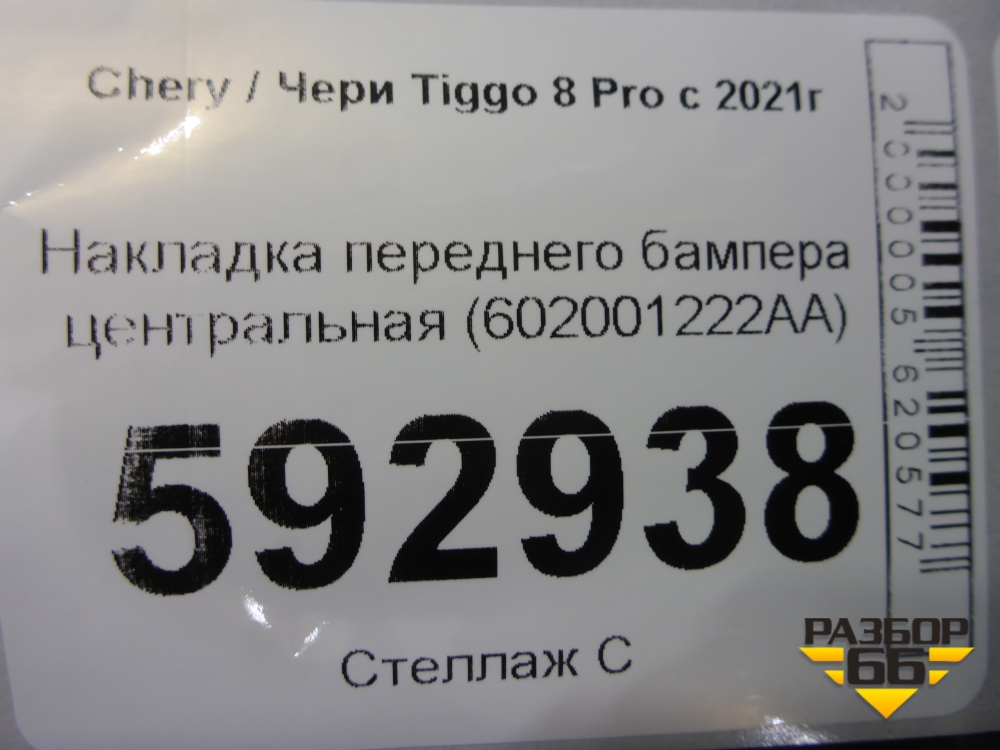 Chery / Чери Tiggo 8 Pro с 2021г
Накладка переднего бампера
центральная (602001222AA)
592938
Стеллаж С
2000005620577
РАЗБОР
66